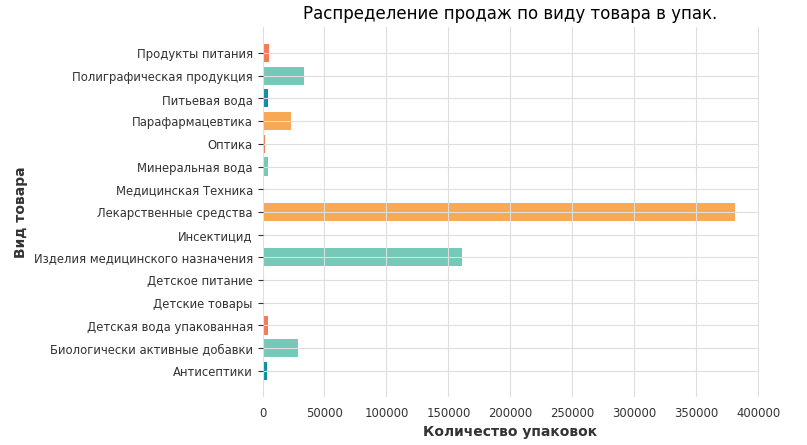 Распределение продаж по виду товара в упак.
Вид товара
Продукты питания
Полиграфическая продукция
Питьевая вода
Парафармацевтика
Оптика
Минеральная вода
Медицинская Техника
Лекарственные средства
Инсектицид
Изделия медицинского назначения
Детское питание
Детские товары
Детская вода упакованная
Биологически активные добавки
Антисептики
0 50000 100000 150000 200000 250000 300000 350000 400000
Количество упаковок